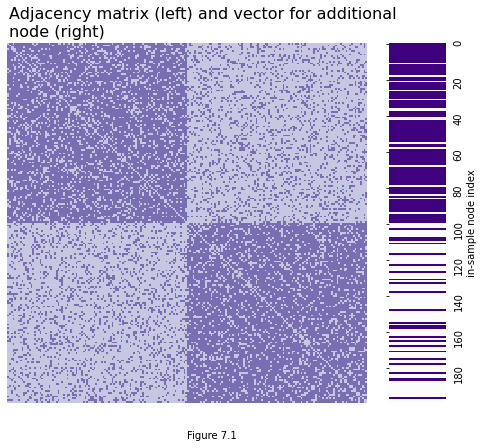 Adjacency matrix (left) and vector for additional
node (right)
0
20
40
60
80
100
120
140
160
180
in-sample node index
Figure 7.1